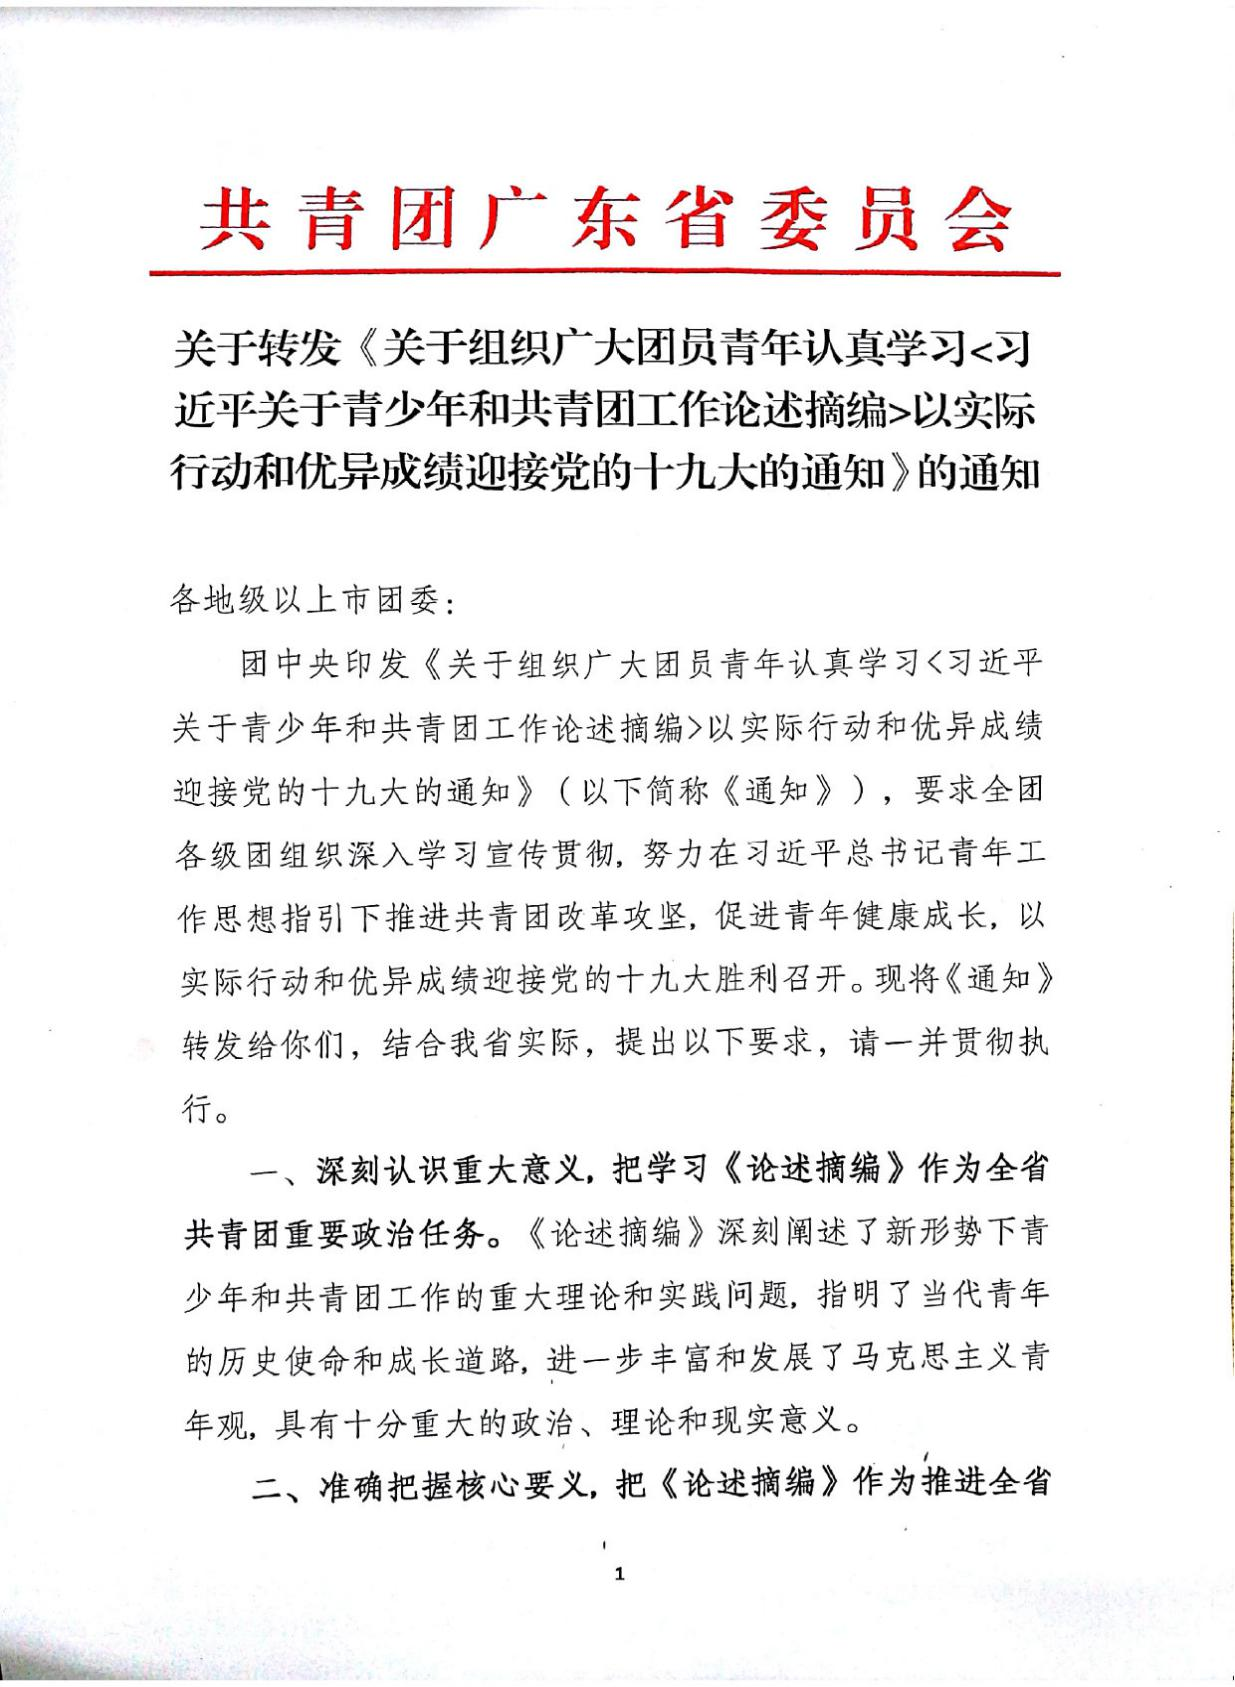 共青团广东省委员会
关于转发《关于组织广大团员青年认真学习<习
近平关于青少年和共青团工作论述摘编>以实际
行动和优异成绩迎接党的十九大的通知》的通知
各地级以上市团委：
团中央印发《关于组织广大团员青年认真学习<习近平
关于青少年和共青团工作论述摘编>以实际行动和优异成绩
迎接党的十九大的通知》（以下简称《通知》），要求全团
各级团组织深入学习宣传贯彻，努力在习近平总书记青年工
作思想指引下推进共青团改革攻坚，促进青年健康成长，以
实际行动和优异成绩迎接党的十九大胜利召开。现将《通知》
转发给你们，结合我省实际，提出以下要求，请一并贯彻执
行。
一、深刻认识重大意义，把学习《论述摘编》作为全省
共青团重要政治任务。《论述摘编》深刻阐述了新形势下青
少年和共青团工作的重大理论和实践问题，指明了当代青年
的历史使命和成长道路，进一步丰富和发展了马克思主义青
年观，具有十分重大的政治、理论和现实意义。
二、准确把握核心要义，把《论述摘编》作为推进全省
1